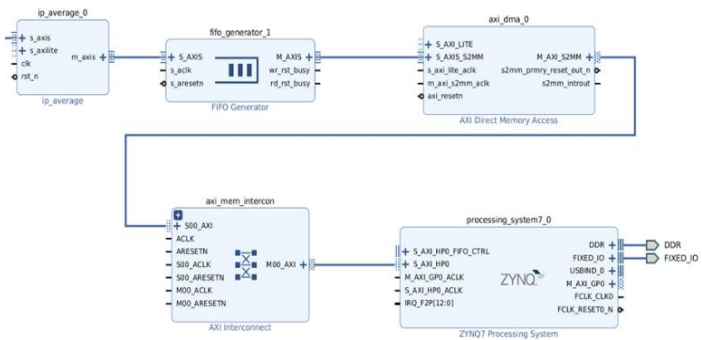 ip_average_0
s_axis
s_axilite
clk
rst_n
m_axis
ip_average
fifo_generator_1
S_AXIS
s_aclk
s_aresetn
M_AXIS
wr_rst_busy
rd_rst_busy
FIFO Generator
axi_dma_0
S_AXI_LITE
S_AXIS_S2MM
s_axi_lite_aclk
m_axi_s2mm_aclk
axi_resetn
M_AXI_S2MM
s2mm_prmry_reset_out_n
s2mm_introut
AXI Direct Memory Access
axi_mem_intercon
S00_AXI
ACLK
ARESETN
S00_ACLK
S00_ARESETN
M00_ACLK
M00_ARESETN
M00_AXI
AXI Interconnect
processing_system7_0
S_AXI_HP0_FIFO_CTRL
S_AXI_HP0
M_AXI_GP0_ACLK
S_AXI_HP0_ACLK
IRQ_F2P[12:0]
ZYNQ
DDR
FIXED_IO
USBIND_0
M_AXI_GP0
FCLK_CLK0
FCLK_RESET0_N
ZYNQ7 Processing System
DDR
FIXED_IO